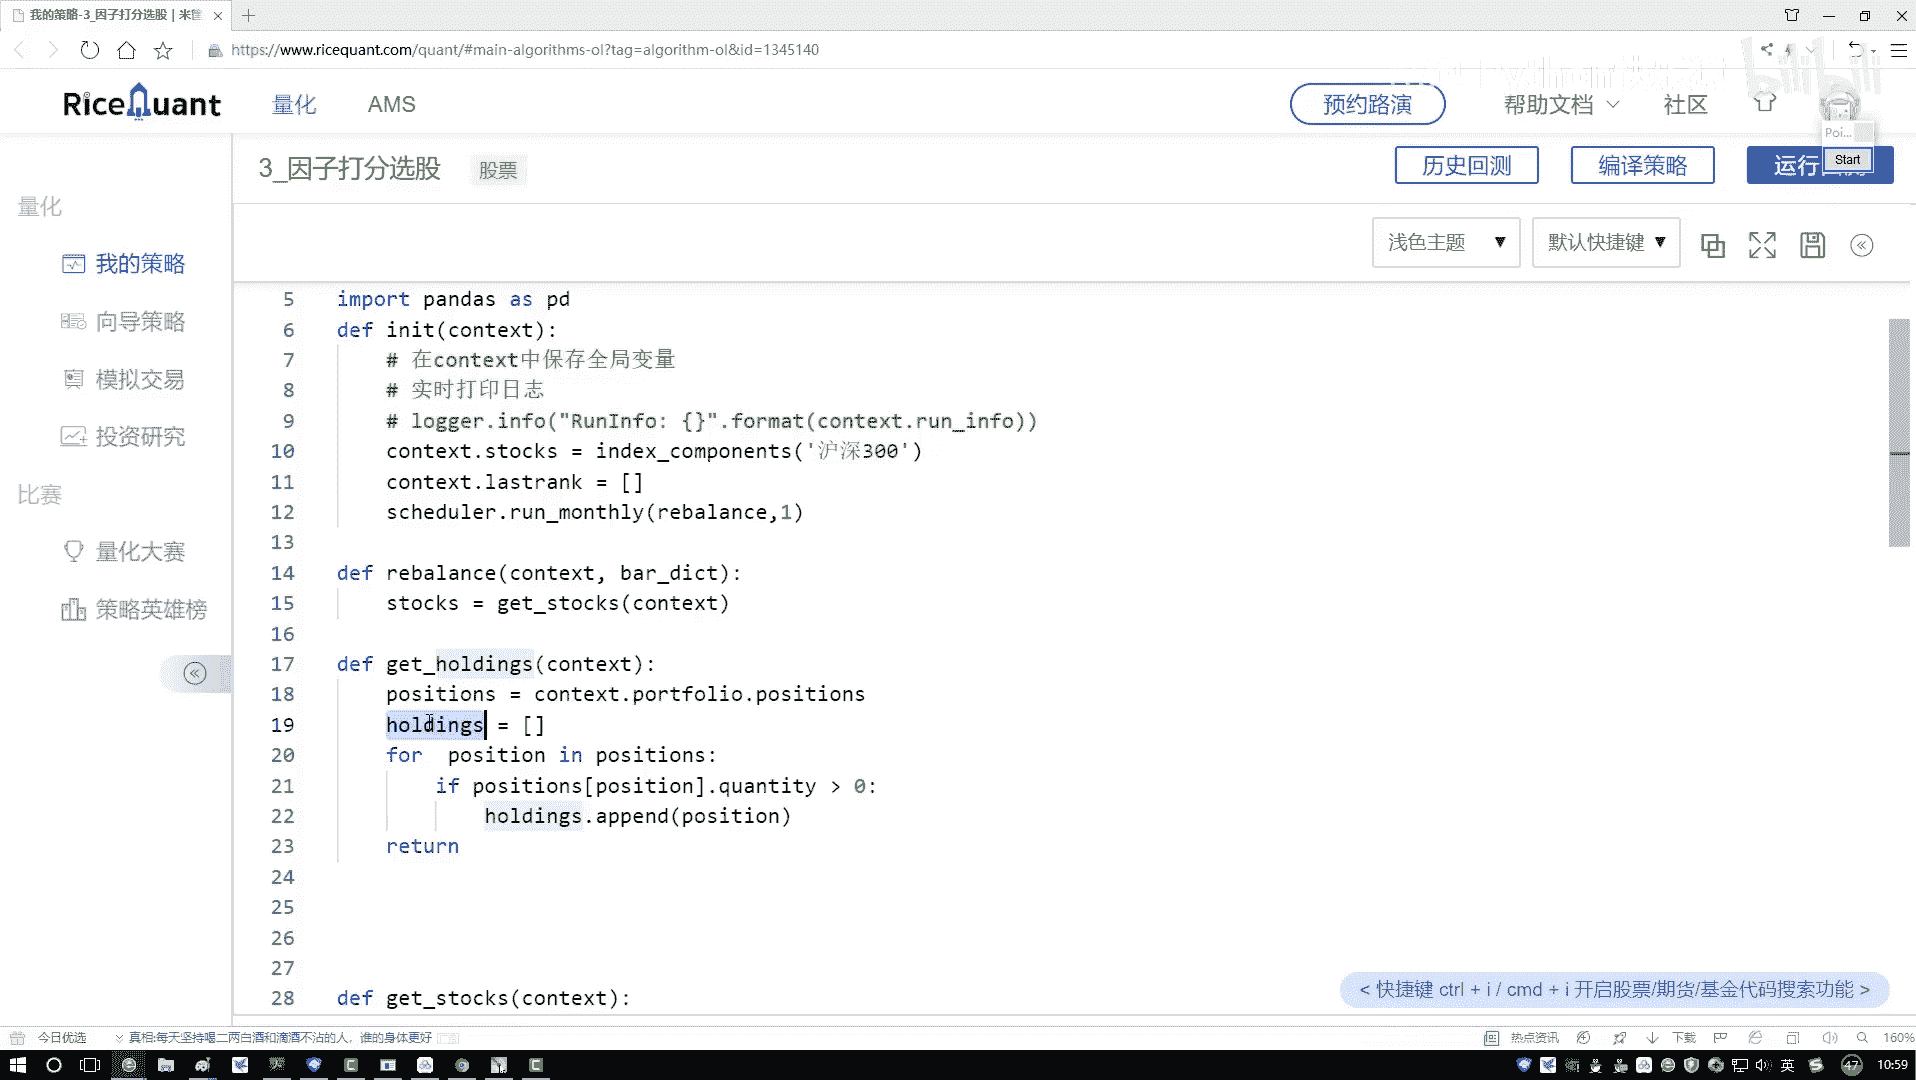 我的策略-3_因子打分选股 | 米筐
https://www.ricequant.com/quant/#main-algorithms-ol?tag=algorithm-ol&id=1345140
bilibili
RiceQuant
量化
AMS
预约路演
帮助文档
社区
Poi...
Start
3_因子打分选股
股票
历史回测
编译策略
运行回测
浅色主题
默认快捷键
量化
我的策略
向导策略
模拟交易
投资研究
比赛
量化大赛
策略英雄榜
5 import pandas as pd
6 def init(context):
7 # 在context中保存全局变量
8 # 实时打印日志
9 # logger.info("RunInfo: {}".format(context.run_info))
10 context.stocks = index_components('沪深300')
11 context.lastrank = []
12 scheduler.run_monthly(rebalance,1)
13
14 def rebalance(context, bar_dict):
15 stocks = get_stocks(context)
16
17 def get_holdings(context):
18 positions = context.portfolio.positions
19 holdings = []
20 for  position in positions:
21 if positions[position].quantity > 0:
22 holdings.append(position)
23 return
24
25
26
27
28 def get_stocks(context):
< 快捷键 ctrl + i / cmd + i 开启股票/期货/基金代码搜索功能 >
今日优选
真相:每天坚持喝二两白酒和滴酒不沾的人，谁的身体更好
热点资讯
下载
160%
英
47
10:59